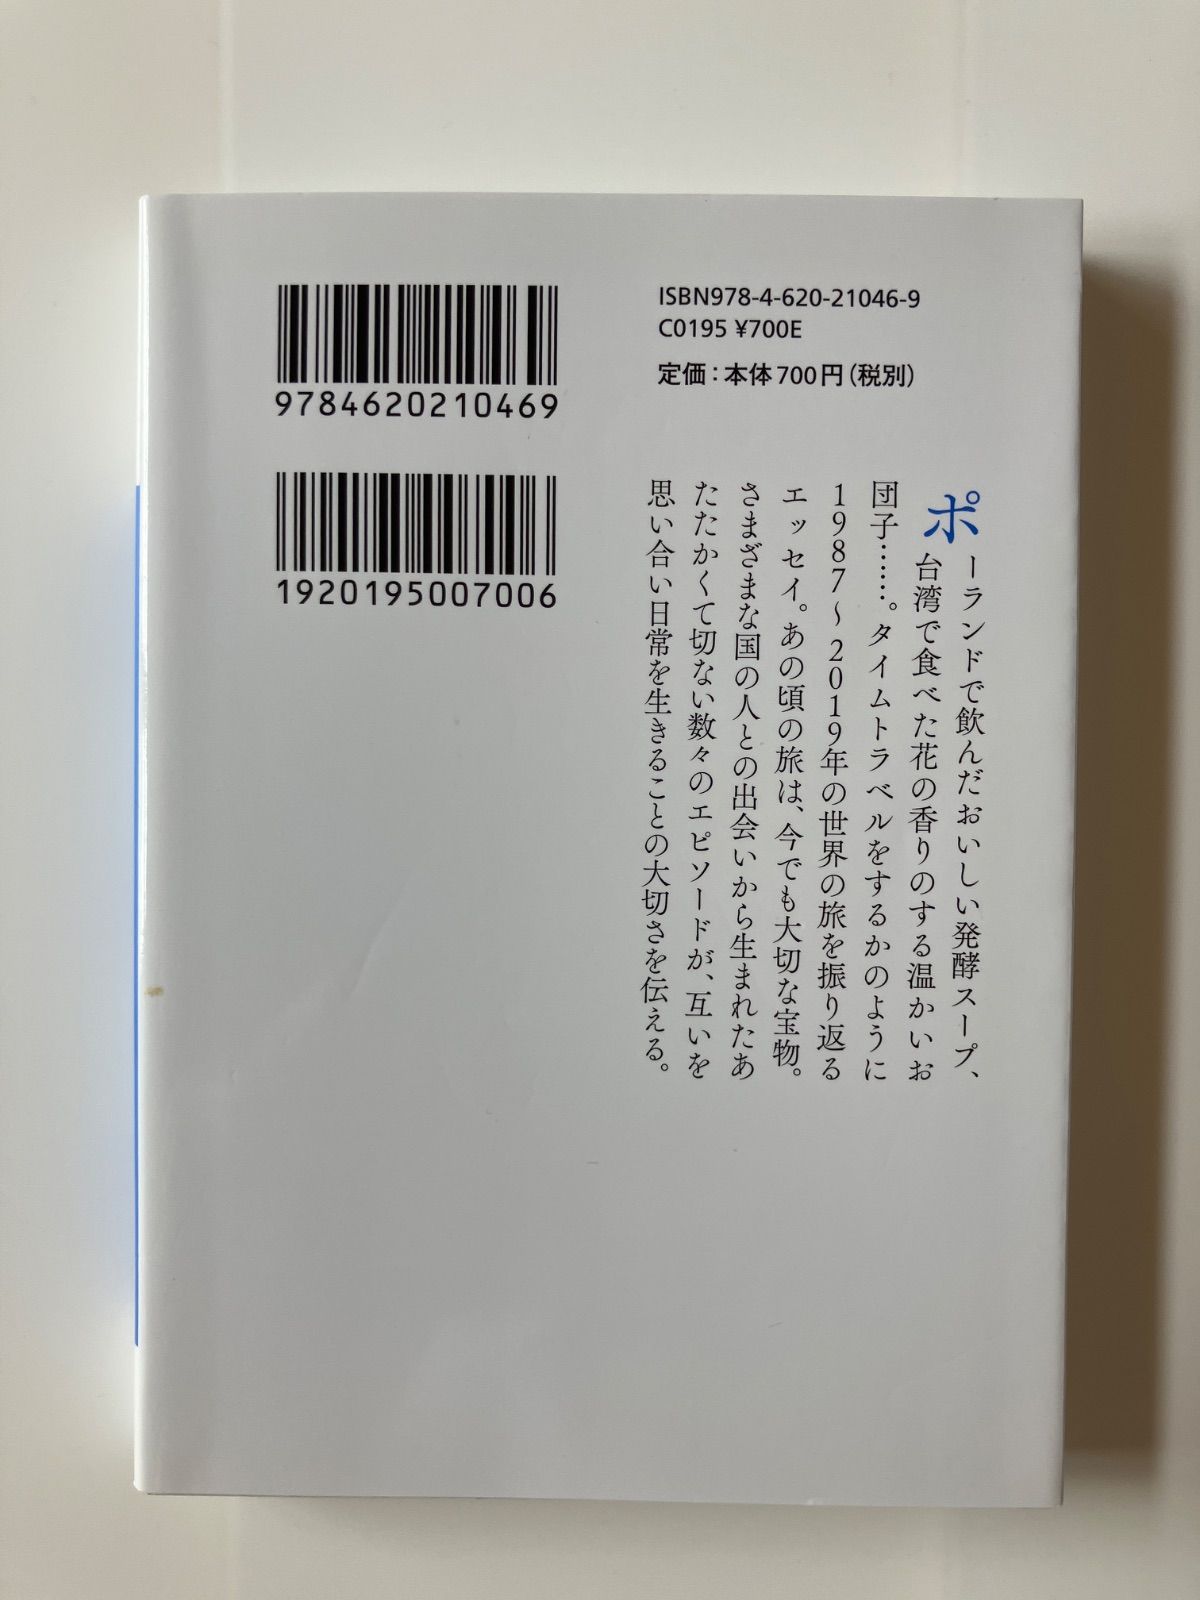 9784620210469
1920195007006
ISBN978-4-620-21046-9
C0195 ¥700E
定価：本体700円（税別）
ポーランドで飲んだおいしい発酵スープ、
台湾で食べた花の香りのする温かいお
団子……。タイムトラベルをするかのように
1987～2019年の世界の旅を振り返る
エッセイ。あの頃の旅は、今でも大切な宝物。
さまざまな国の人との出会いから生まれたあ
たたかくて切ない数々のエピソードが、互いを
思い合い日常を生きることの大切さを伝える。